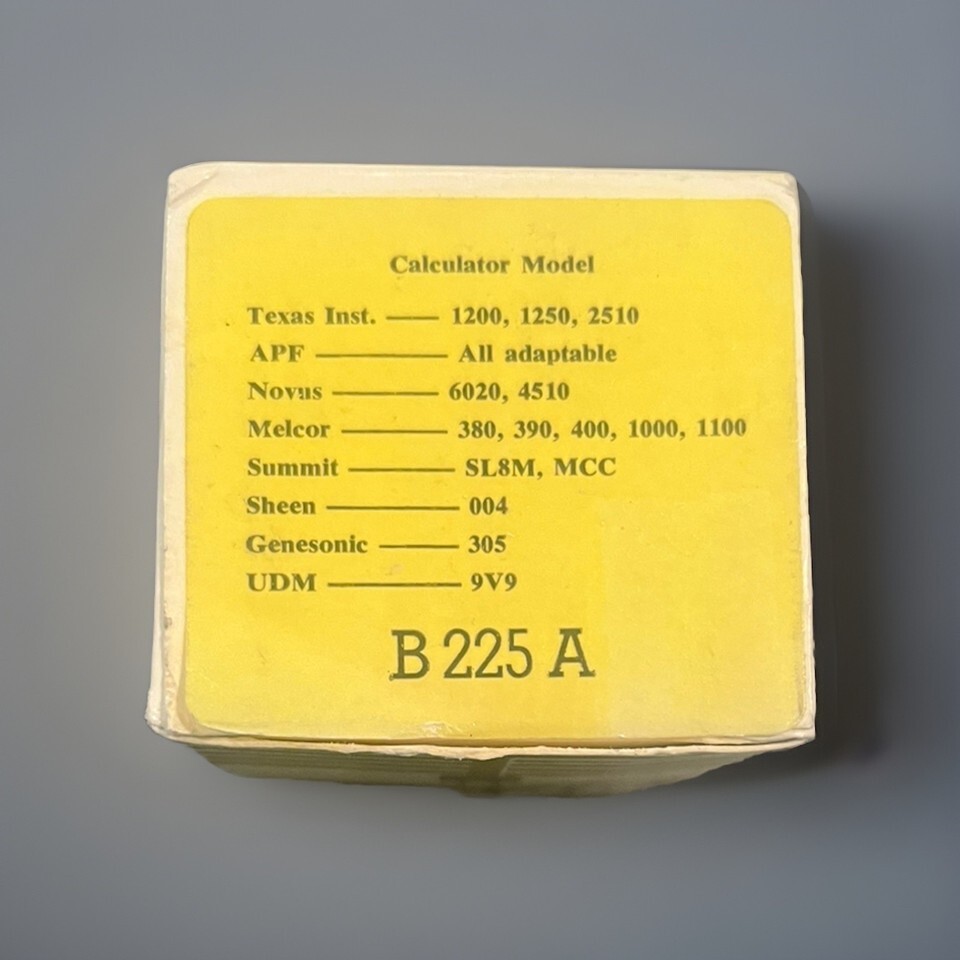 Calculator Model
Texas Inst. —— 1200, 1250, 2510
APF ——— All adaptable
Novus ——— 6020, 4510
Melcor ——— 380, 390, 400, 1000, 1100
Summit ——— SL8M, MCC
Sheen ——— 004
Genesonic —— 305
UDM ——— 9V9
B 225 A